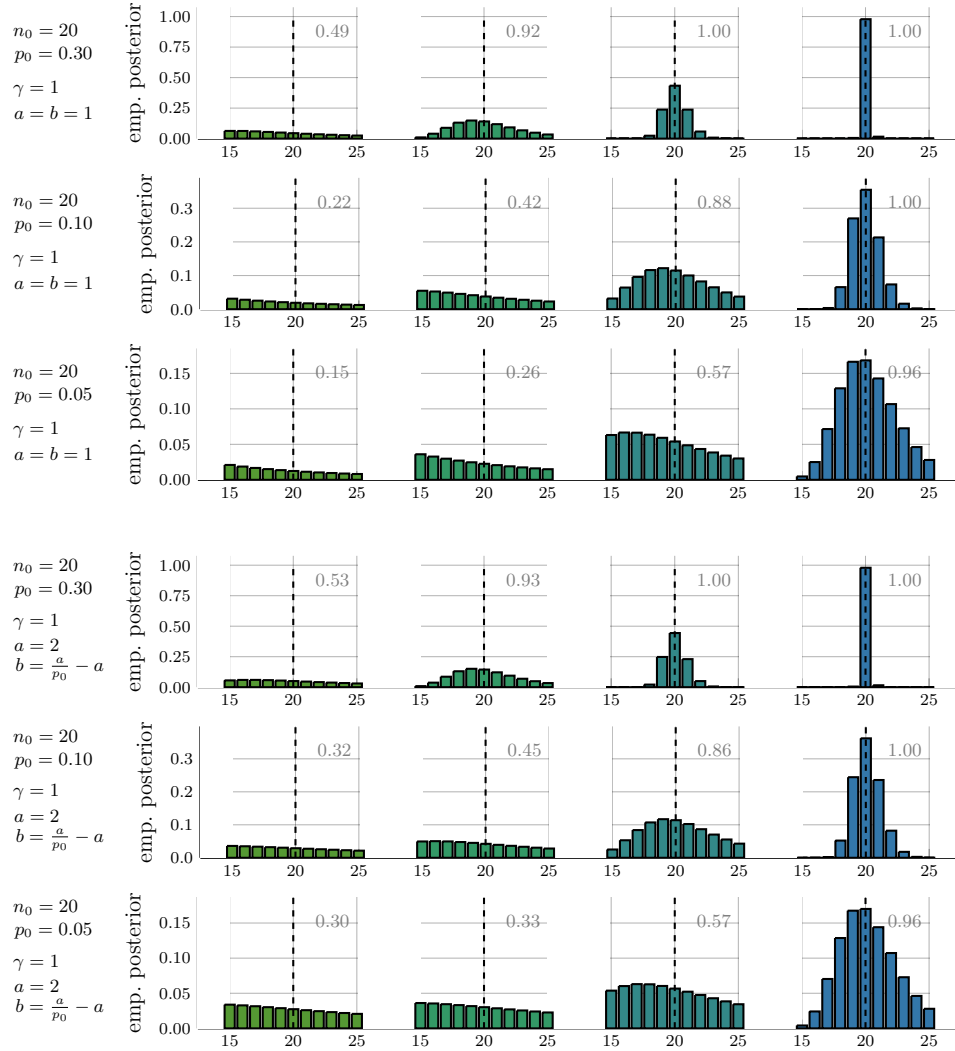 n₀ = 20
p₀ = 0.30
γ = 1
a = b = 1
emp. posterior
1.00
0.75
0.50
0.25
0.00
0.49 0.92 1.00 1.00
15 20 25 15 20 25 15 20 25 15 20 25
n₀ = 20
p₀ = 0.10
γ = 1
a = b = 1
emp. posterior
0.3
0.2
0.1
0.0
0.22 0.42 0.88 1.00
15 20 25 15 20 25 15 20 25 15 20 25
n₀ = 20
p₀ = 0.05
γ = 1
a = b = 1
emp. posterior
0.15
0.10
0.05
0.00
0.15 0.26 0.57 0.96
15 20 25 15 20 25 15 20 25 15 20 25
n₀ = 20
p₀ = 0.30
γ = 1
a = 2
b = a/p₀ − a
emp. posterior
1.00
0.75
0.50
0.25
0.00
0.53 0.93 1.00 1.00
15 20 25 15 20 25 15 20 25 15 20 25
n₀ = 20
p₀ = 0.10
γ = 1
a = 2
b = a/p₀ − a
emp. posterior
0.3
0.2
0.1
0.0
0.32 0.45 0.86 1.00
15 20 25 15 20 25 15 20 25 15 20 25
n₀ = 20
p₀ = 0.05
γ = 1
a = 2
b = a/p₀ − a
emp. posterior
0.15
0.10
0.05
0.00
0.30 0.33 0.57 0.96
15 20 25 15 20 25 15 20 25 15 20 25